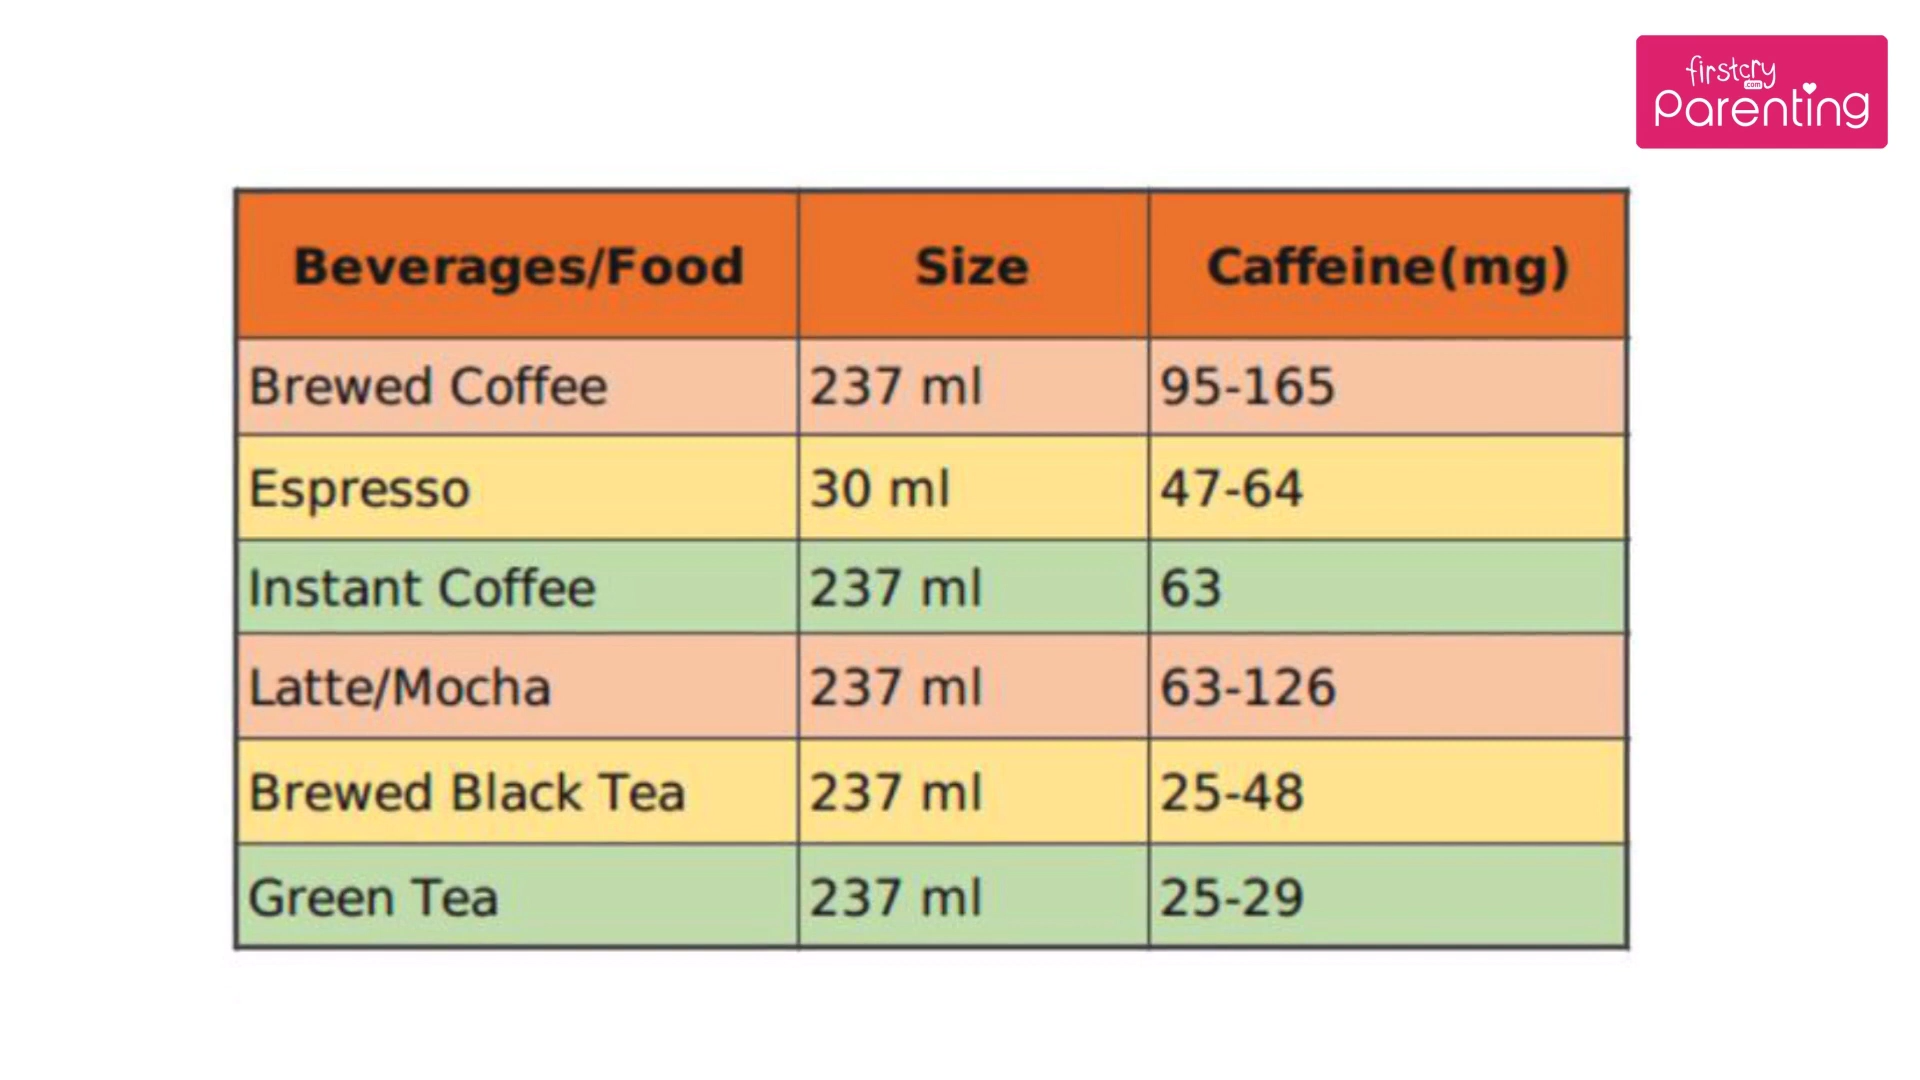 firstcry
.com
Parenting
Beverages/Food Size Caffeine(mg)
Brewed Coffee 237 ml 95-165
Espresso 30 ml 47-64
Instant Coffee 237 ml 63
Latte/Mocha 237 ml 63-126
Brewed Black Tea 237 ml 25-48
Green Tea 237 ml 25-29